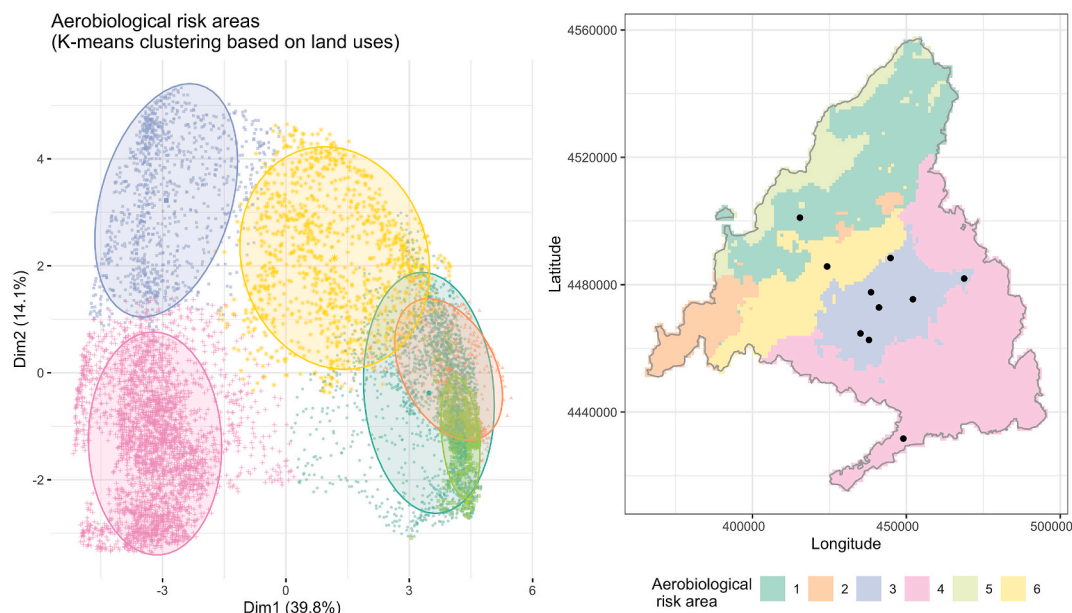 Aerobiological risk areas
(K-means clustering based on land uses)
Dim2 (14.1%)
4
2
0
-2
-3
0
3
6
Dim1 (39.8%)
Latitude
4560000
4520000
4480000
4440000
400000
450000
500000
Longitude
Aerobiological
risk area
1
2
3
4
5
6